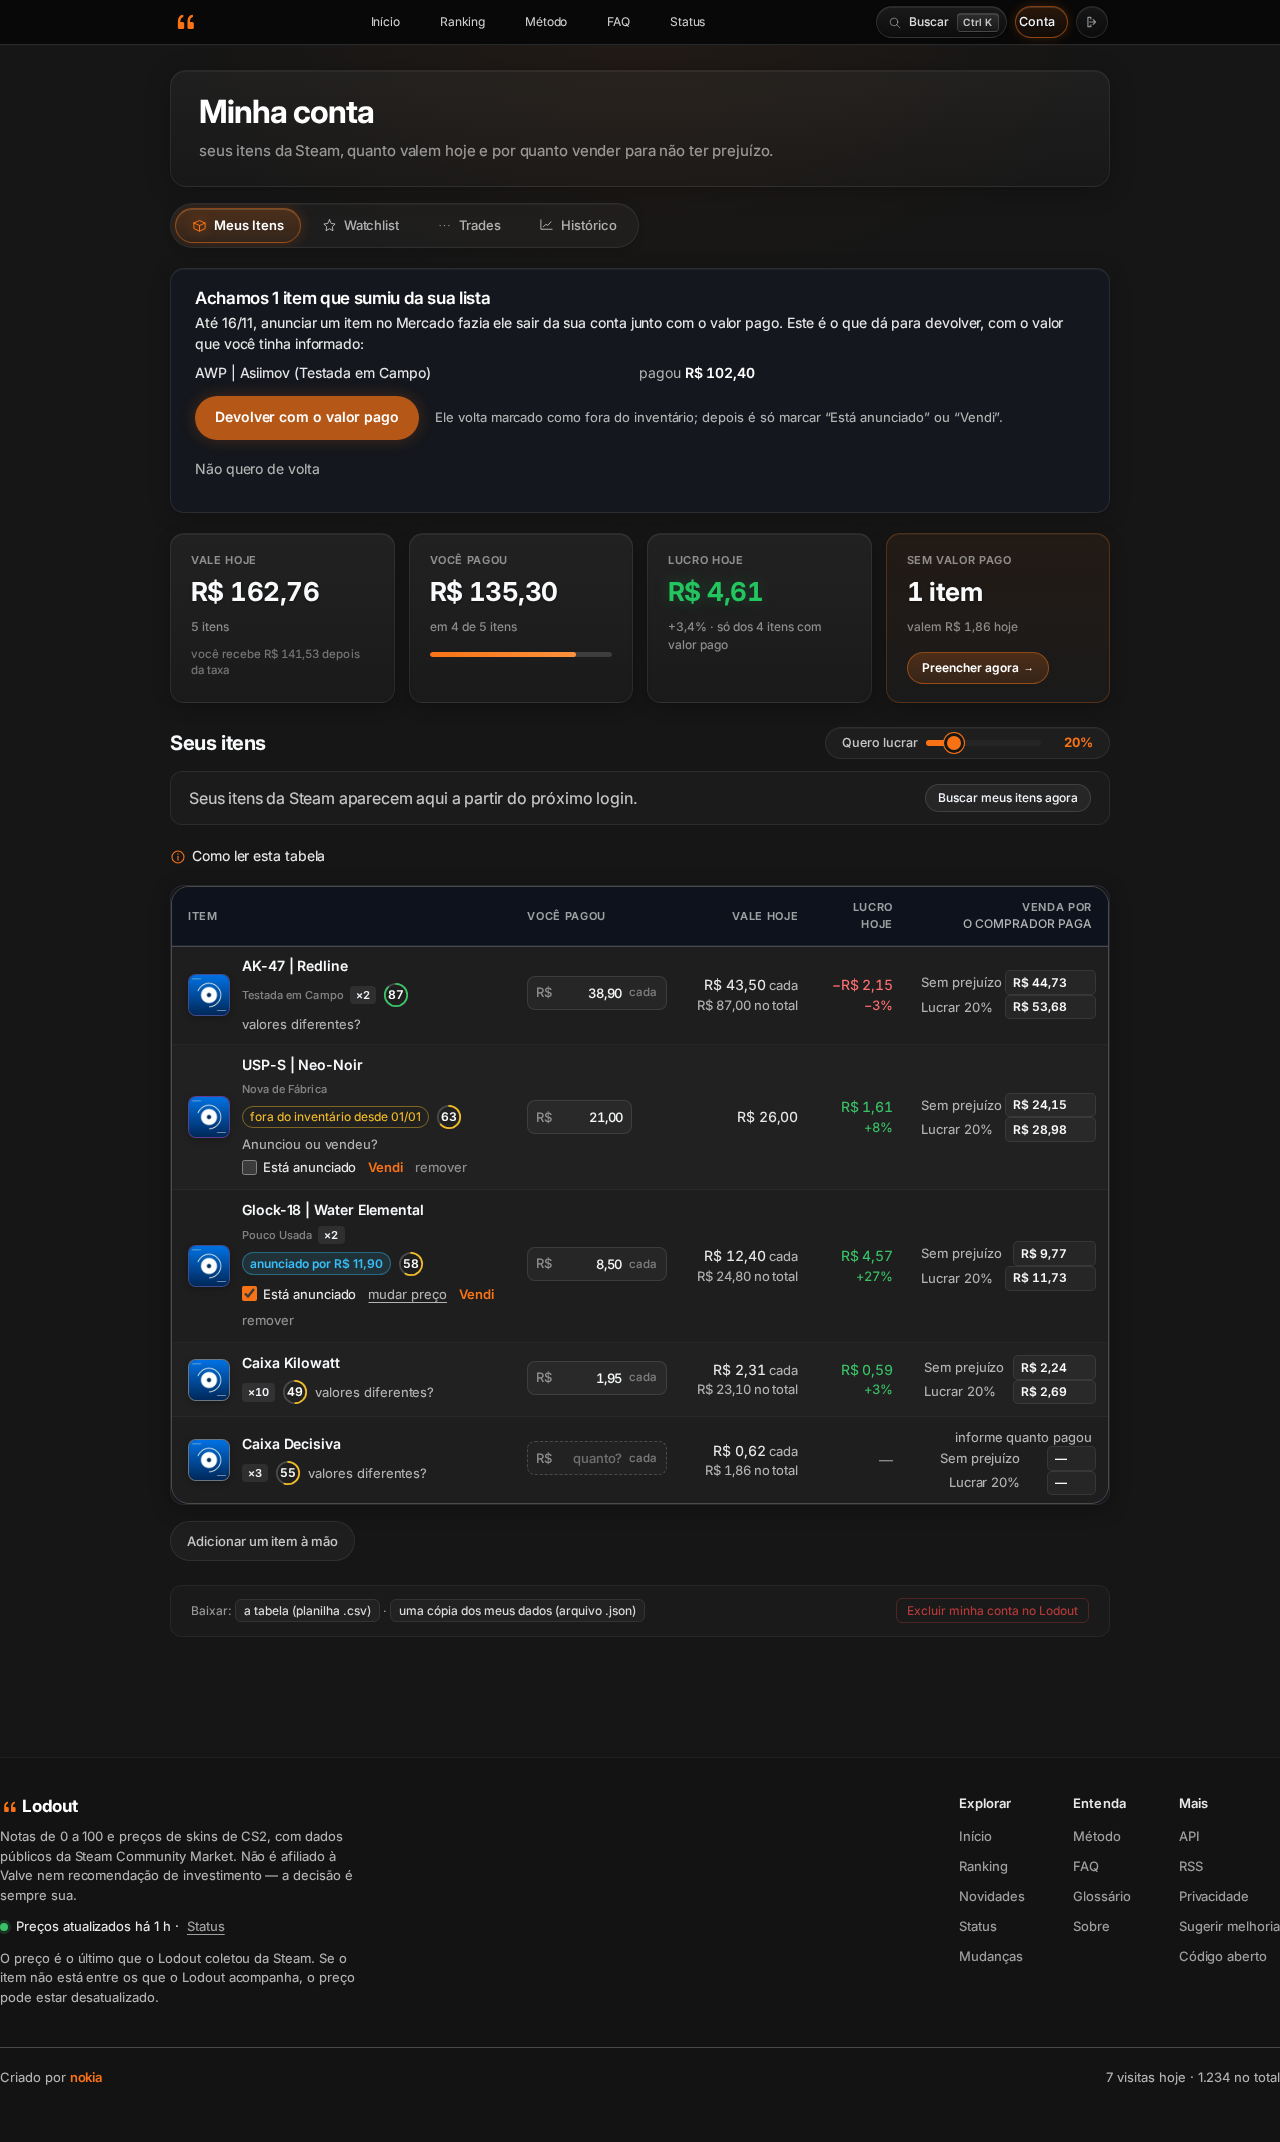 Início Ranking Método FAQ Status Buscar Ctrl K Conta
Minha conta
seus itens da Steam, quanto valem hoje e por quanto vender para não ter prejuízo.
Meus Itens Watchlist Trades Histórico
Achamos 1 item que sumiu da sua lista
Até 16/11, anunciar um item no Mercado fazia ele sair da sua conta junto com o valor pago. Este é o que dá para devolver, com o valor
que você tinha informado:
AWP | Asiimov (Testada em Campo) pagou R$ 102,40
Devolver com o valor pago Ele volta marcado como fora do inventário; depois é só marcar “Está anunciado” ou “Vendi”.
Não quero de volta
VALE HOJE
R$ 162,76
5 itens
você recebe R$ 141,53 depois
da taxa
VOCÊ PAGOU
R$ 135,30
em 4 de 5 itens
LUCRO HOJE
R$ 4,61
+3,4% · só dos 4 itens com
valor pago
SEM VALOR PAGO
1 item
valem R$ 1,86 hoje
Preencher agora →
Seus itens Quero lucrar 20%
Seus itens da Steam aparecem aqui a partir do próximo login. Buscar meus itens agora
Como ler esta tabela
ITEM VOCÊ PAGOU VALE HOJE LUCRO HOJE VENDA POR O COMPRADOR PAGA
AK-47 | Redline
Testada em Campo ×2 87
valores diferentes?
R$ 38,90 cada
R$ 43,50 cada
R$ 87,00 no total
−R$ 2,15
−3%
Sem prejuízo R$ 44,73
Lucrar 20% R$ 53,68
USP-S | Neo-Noir
Nova de Fábrica
fora do inventário desde 01/01 63
Anunciou ou vendeu?
Está anunciado Vendi remover
R$ 21,00
R$ 26,00
R$ 1,61
+8%
Sem prejuízo R$ 24,15
Lucrar 20% R$ 28,98
Glock-18 | Water Elemental
Pouco Usada ×2
anunciado por R$ 11,90 58
Está anunciado mudar preço Vendi
remover
R$ 8,50 cada
R$ 12,40 cada
R$ 24,80 no total
R$ 4,57
+27%
Sem prejuízo R$ 9,77
Lucrar 20% R$ 11,73
Caixa Kilowatt
×10 49 valores diferentes?
R$ 1,95 cada
R$ 2,31 cada
R$ 23,10 no total
R$ 0,59
+3%
Sem prejuízo R$ 2,24
Lucrar 20% R$ 2,69
Caixa Decisiva
×3 55 valores diferentes?
R$ quanto? cada
R$ 0,62 cada
R$ 1,86 no total
—
informe quanto pagou
Sem prejuízo —
Lucrar 20% —
Adicionar um item à mão
Baixar: a tabela (planilha .csv) · uma cópia dos meus dados (arquivo .json) Excluir minha conta no Lodout
Lodout
Notas de 0 a 100 e preços de skins de CS2, com dados
públicos da Steam Community Market. Não é afiliado à
Valve nem recomendação de investimento — a decisão é
sempre sua.
Preços atualizados há 1 h · Status
O preço é o último que o Lodout coletou da Steam. Se o
item não está entre os que o Lodout acompanha, o preço
pode estar desatualizado.
Explorar
Início
Ranking
Novidades
Status
Mudanças
Entenda
Método
FAQ
Glossário
Sobre
Mais
API
RSS
Privacidade
Sugerir melhoria
Código aberto
Criado por nokia 7 visitas hoje · 1.234 no total